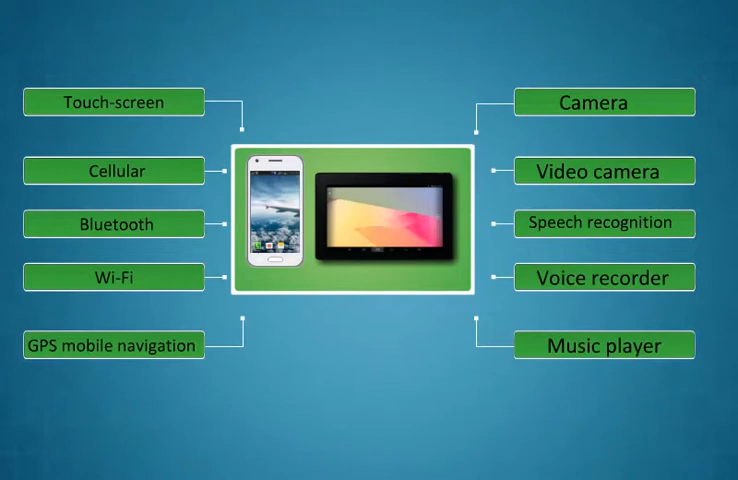 Touch-screen
Cellular
Bluetooth
Wi-Fi
GPS mobile navigation
Camera
Video camera
Speech recognition
Voice recorder
Music player